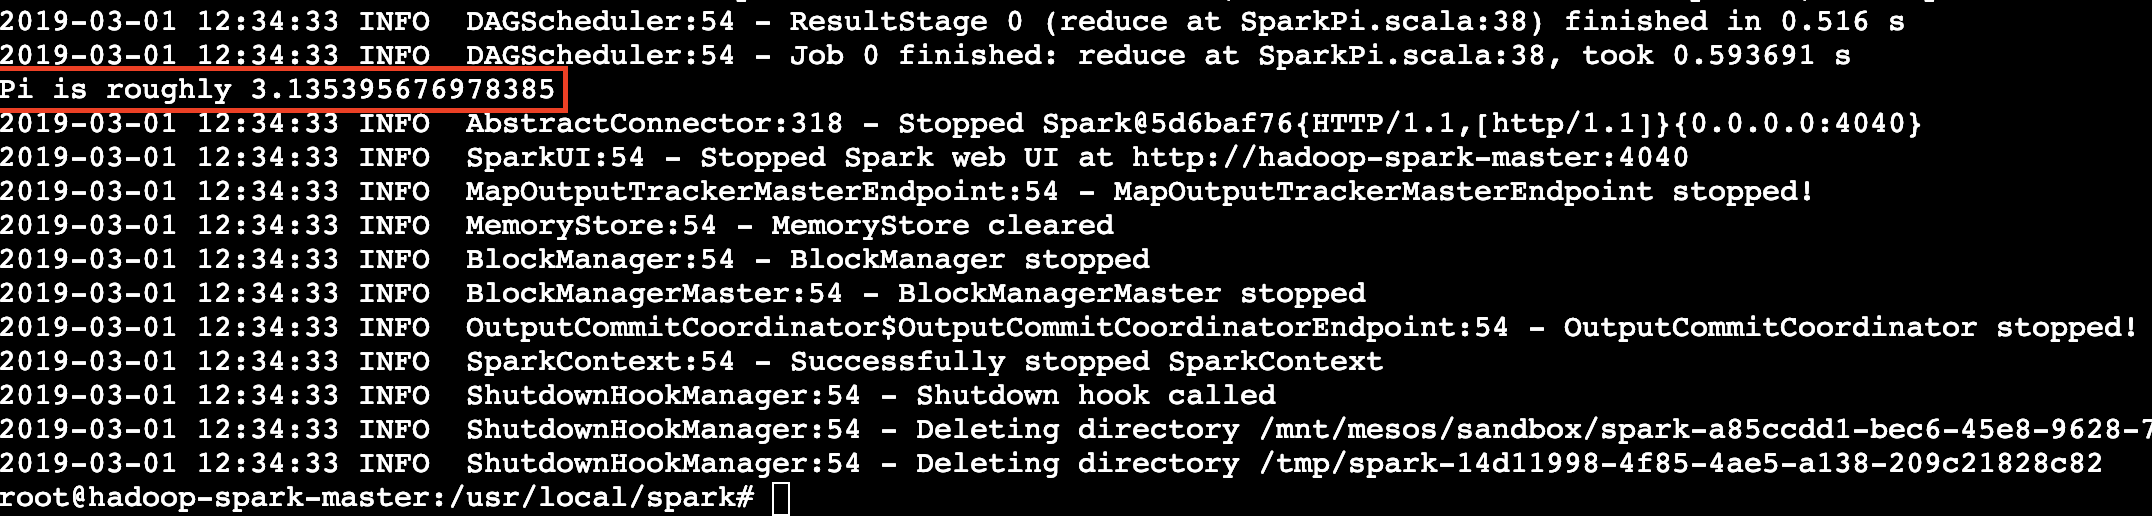 2019-03-01 12:34:33 INFO  DAGScheduler:54 - ResultStage 0 (reduce at SparkPi.scala:38) finished in 0.516 s
2019-03-01 12:34:33 INFO  DAGScheduler:54 - Job 0 finished: reduce at SparkPi.scala:38, took 0.593691 s
Pi is roughly 3.135395676978385
2019-03-01 12:34:33 INFO  AbstractConnector:318 - Stopped Spark@5d6baf76{HTTP/1.1,[http/1.1]}{0.0.0.0:4040}
2019-03-01 12:34:33 INFO  SparkUI:54 - Stopped Spark web UI at http://hadoop-spark-master:4040
2019-03-01 12:34:33 INFO  MapOutputTrackerMasterEndpoint:54 - MapOutputTrackerMasterEndpoint stopped!
2019-03-01 12:34:33 INFO  MemoryStore:54 - MemoryStore cleared
2019-03-01 12:34:33 INFO  BlockManager:54 - BlockManager stopped
2019-03-01 12:34:33 INFO  BlockManagerMaster:54 - BlockManagerMaster stopped
2019-03-01 12:34:33 INFO  OutputCommitCoordinator$OutputCommitCoordinatorEndpoint:54 - OutputCommitCoordinator stopped!
2019-03-01 12:34:33 INFO  SparkContext:54 - Successfully stopped SparkContext
2019-03-01 12:34:33 INFO  ShutdownHookManager:54 - Shutdown hook called
2019-03-01 12:34:33 INFO  ShutdownHookManager:54 - Deleting directory /mnt/mesos/sandbox/spark-a85ccdd1-bec6-45e8-9628-7
2019-03-01 12:34:33 INFO  ShutdownHookManager:54 - Deleting directory /tmp/spark-14d11998-4f85-4ae5-a138-209c21828c82
root@hadoop-spark-master:/usr/local/spark#